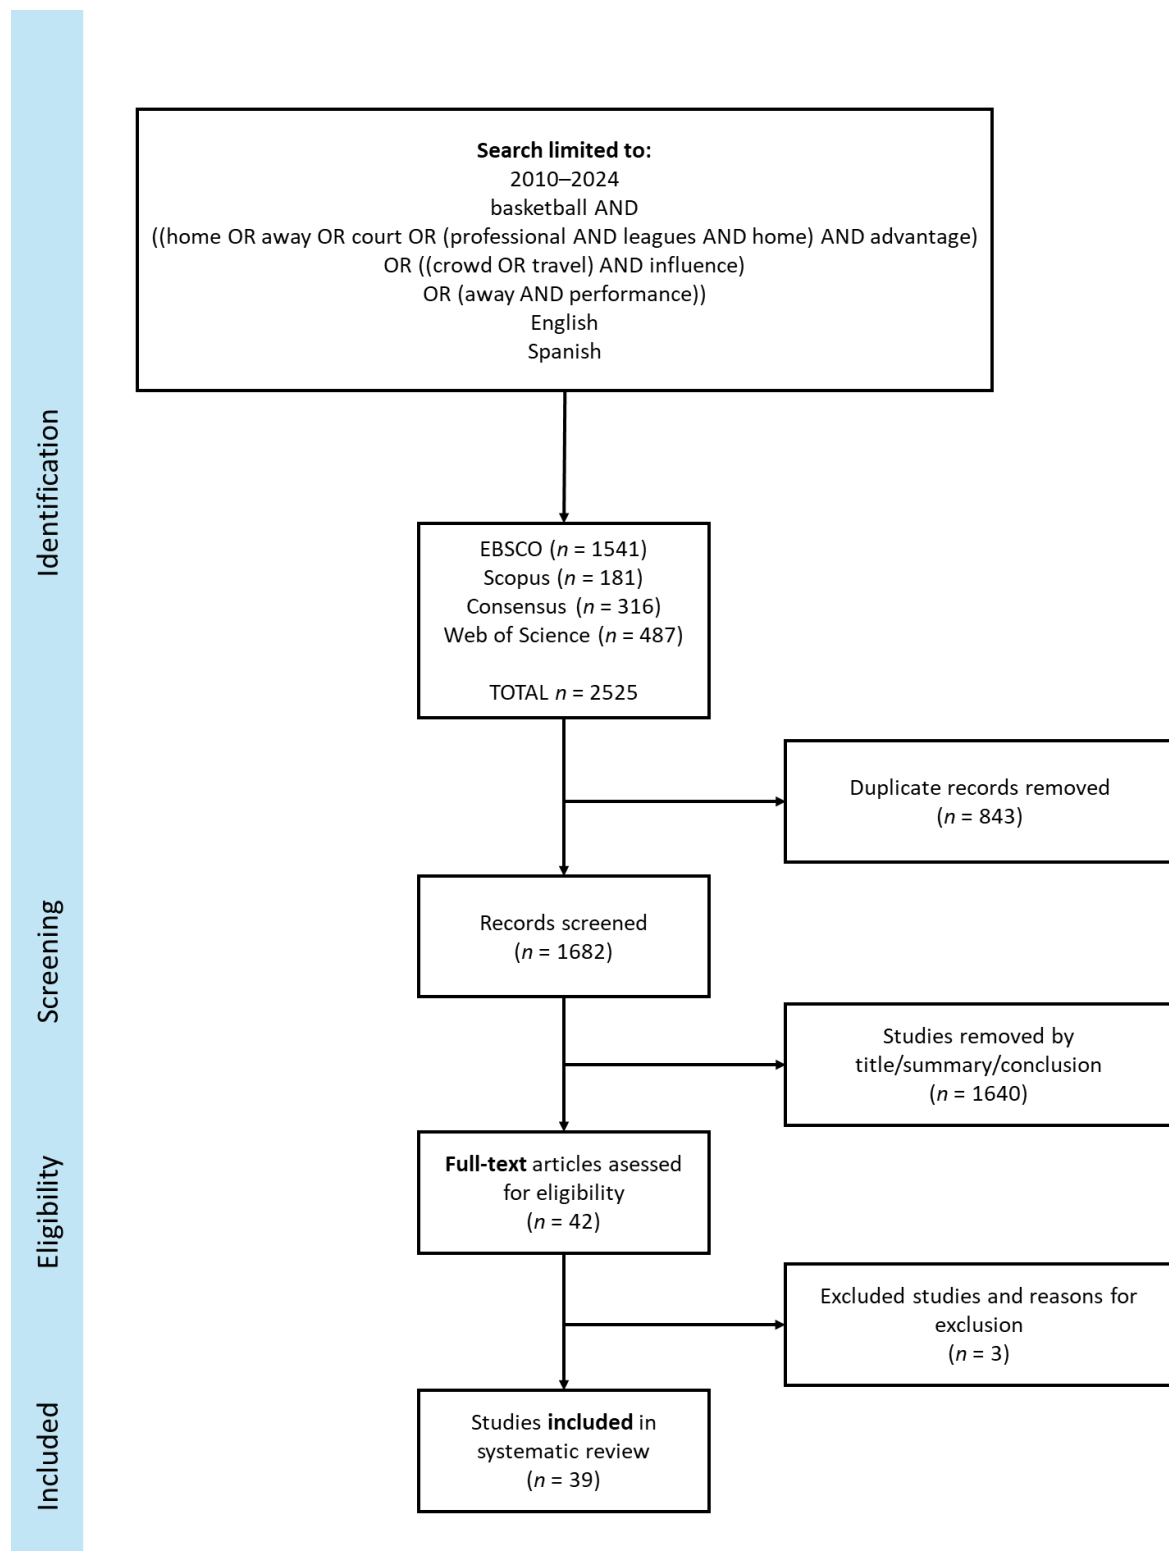 Search limited to:
2010–2024
basketball AND
((home OR away OR court OR (professional AND leagues AND home) AND advantage)
OR ((crowd OR travel) AND influence)
OR (away AND performance))
English
Spanish
Identification
EBSCO (n = 1541)
Scopus (n = 181)
Consensus (n = 316)
Web of Science (n = 487)
TOTAL n = 2525
Duplicate records removed
(n = 843)
Screening
Records screened
(n = 1682)
Studies removed by
title/summary/conclusion
(n = 1640)
Eligibility
Full-text articles asessed
for eligibility
(n = 42)
Excluded studies and reasons for
exclusion
(n = 3)
Included
Studies included in
systematic review
(n = 39)